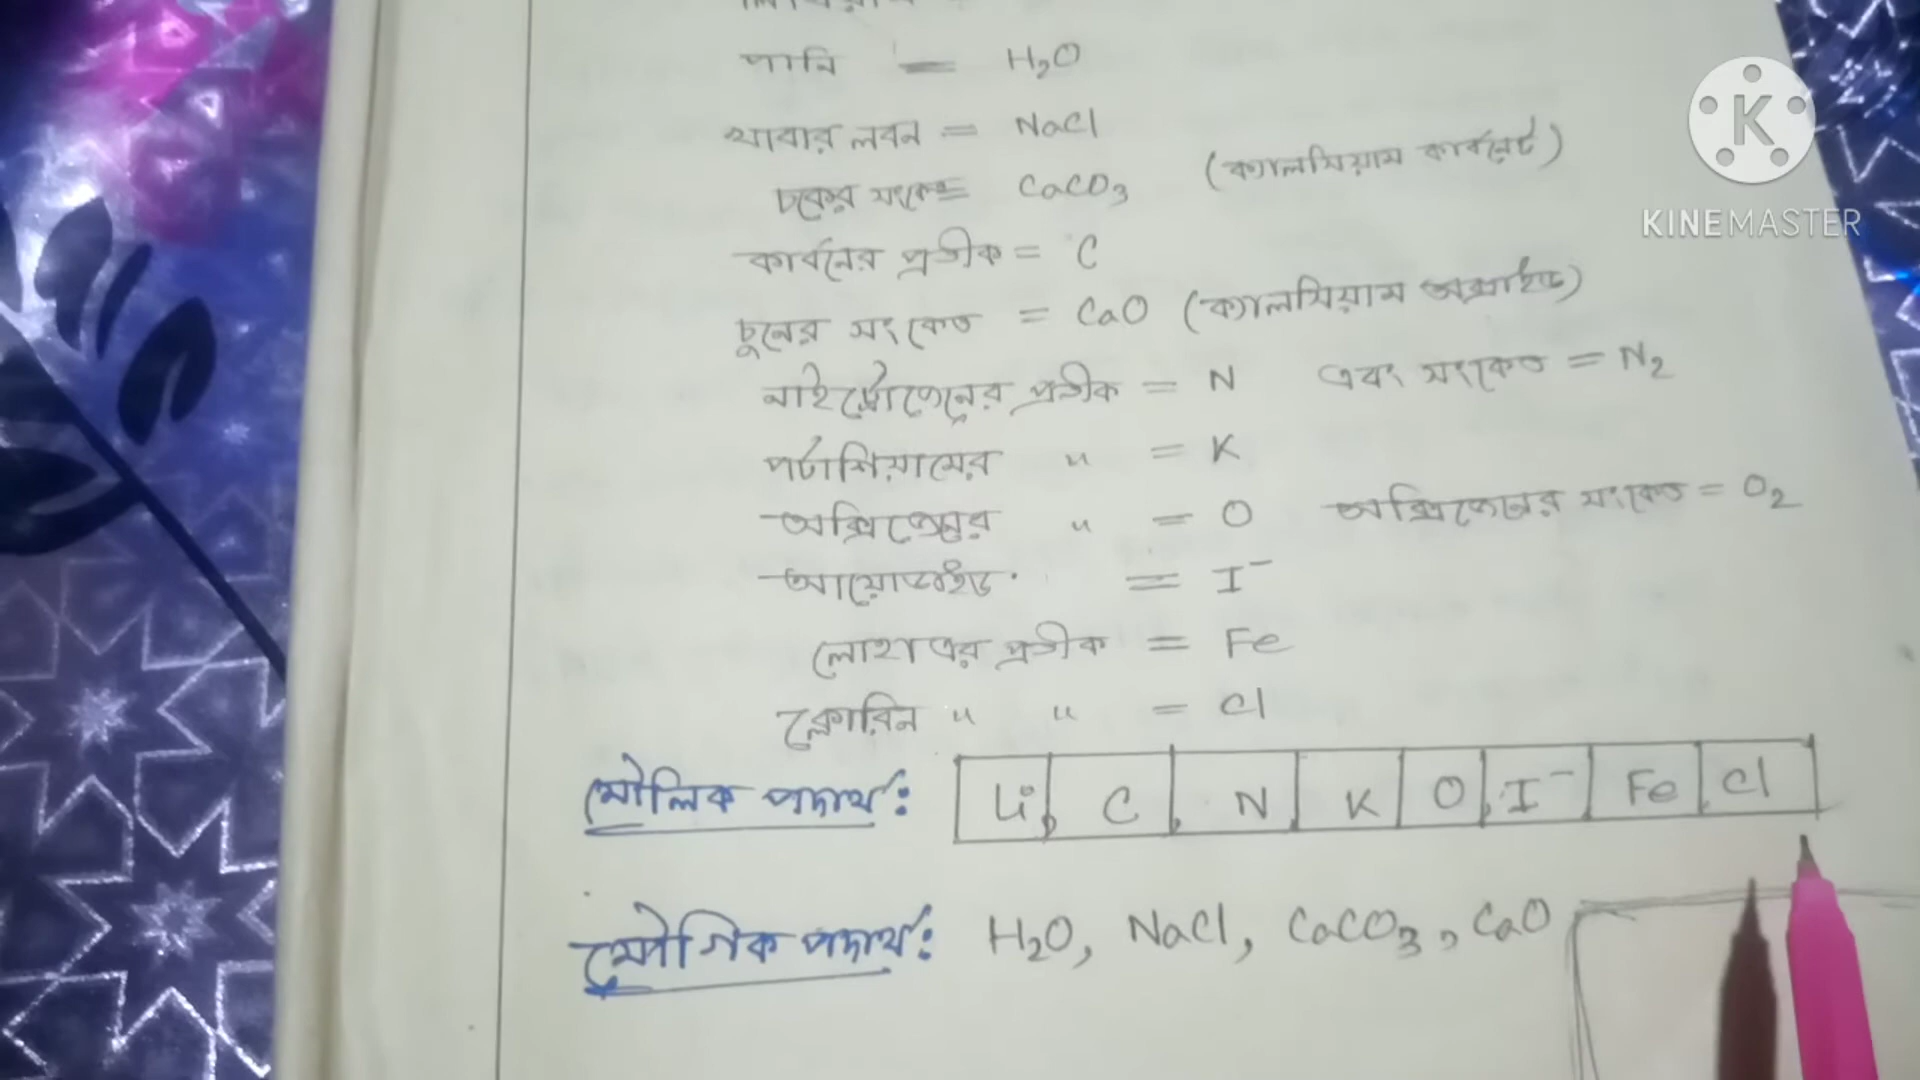 পানি = H₂O
খাবার লবন = NaCl
চকের সংকেত = CaCO₃ (ক্যালসিয়াম কার্বনেট)
কার্বনের প্রতীক = C
চুনের সংকেত = CaO (ক্যালসিয়াম অক্সাইড)
নাইট্রোজেনের প্রতীক = N এবং সংকেত = N₂
পটাশিয়ামের " = K
অক্সিজেনের " = O অক্সিজেনের সংকেত = O₂
আয়োডাইড = I⁻
লোহা এর প্রতীক = Fe
ক্লোরিন " " = Cl
মৌলিক পদার্থ: Li, C, N, K, O, I⁻ Fe, Cl
যৌগিক পদার্থ: H₂O, NaCl, CaCO₃, CaO
K
KINEMASTER